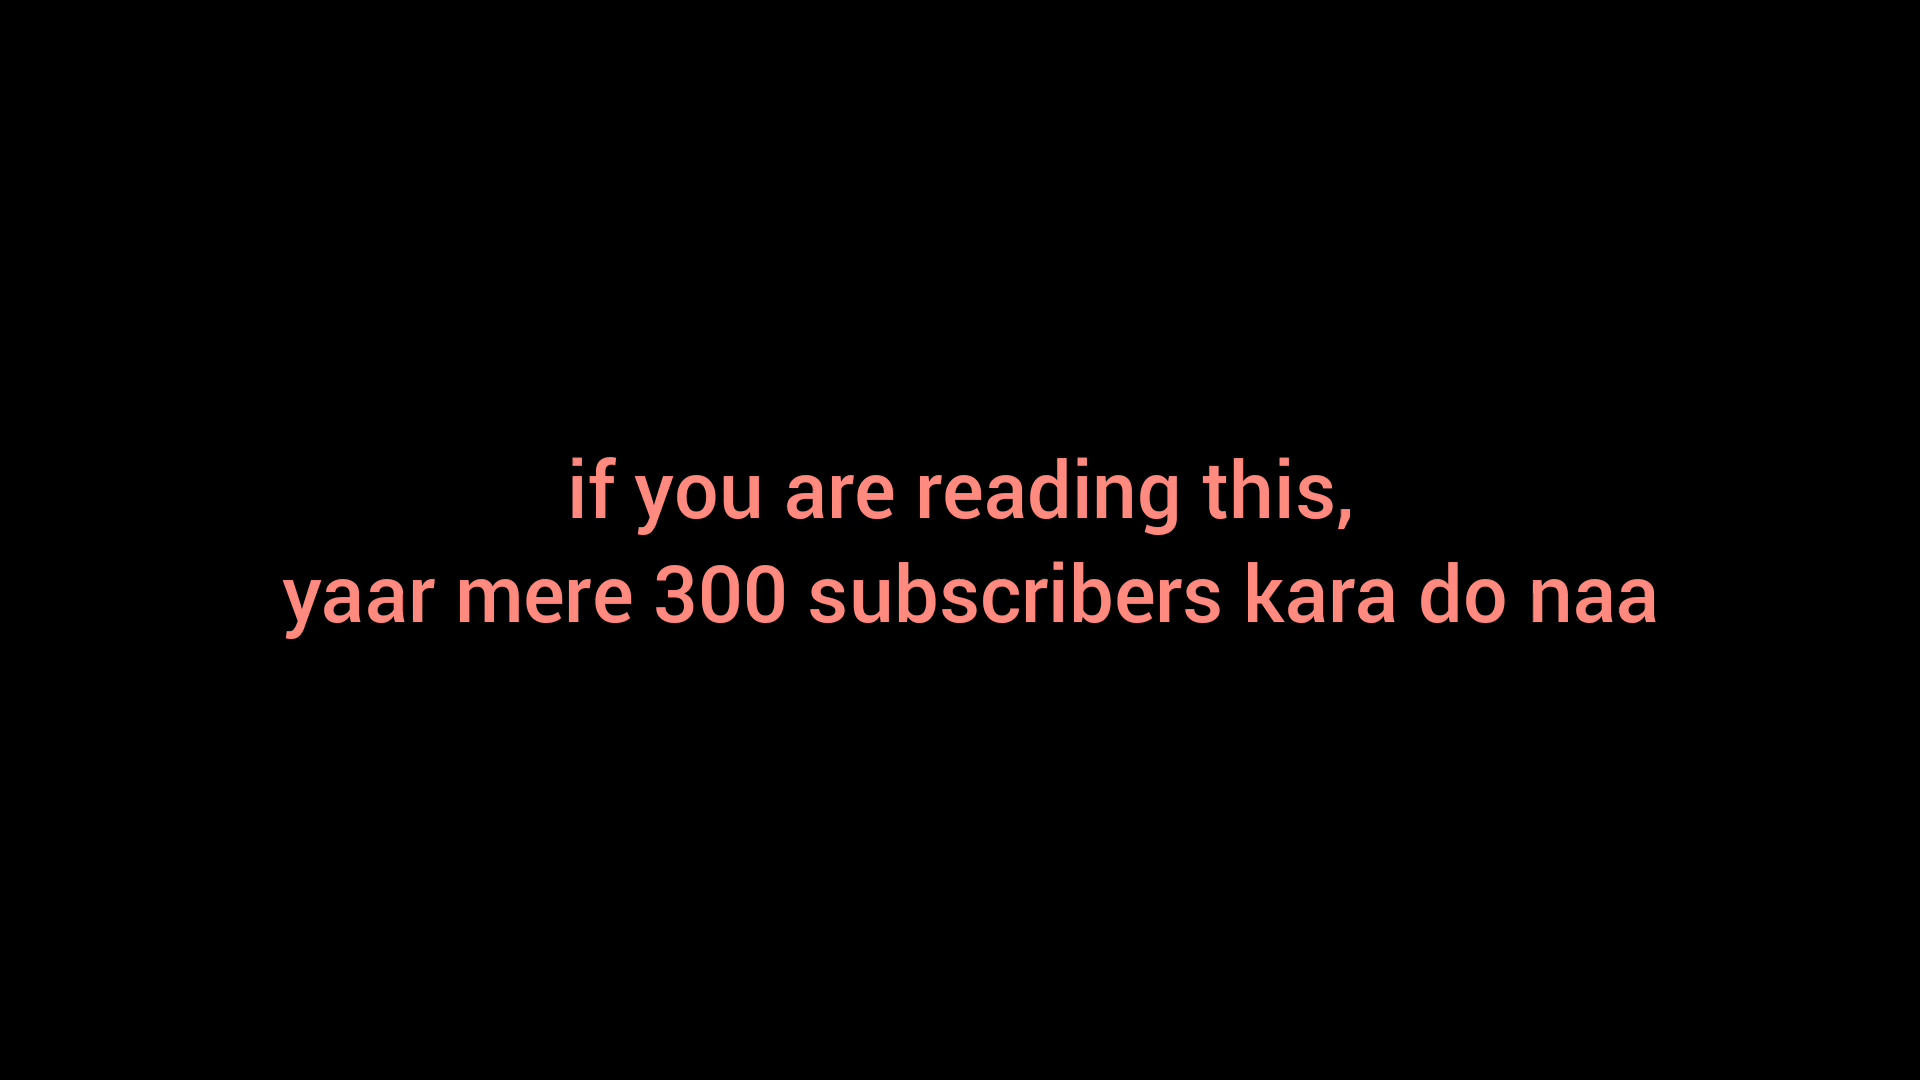 if you are reading this,
yaar mere 300 subscribers kara do naa